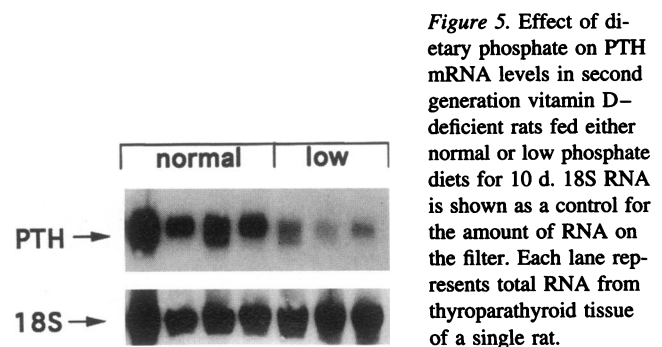 Figure 5. Effect of di-
etary phosphate on PTH
mRNA levels in second
generation vitamin D–
deficient rats fed either
normal or low phosphate
diets for 10 d. 18S RNA
is shown as a control for
the amount of RNA on
the filter. Each lane rep-
resents total RNA from
thyroparathyroid tissue
of a single rat.
normal low
PTH →
18S →